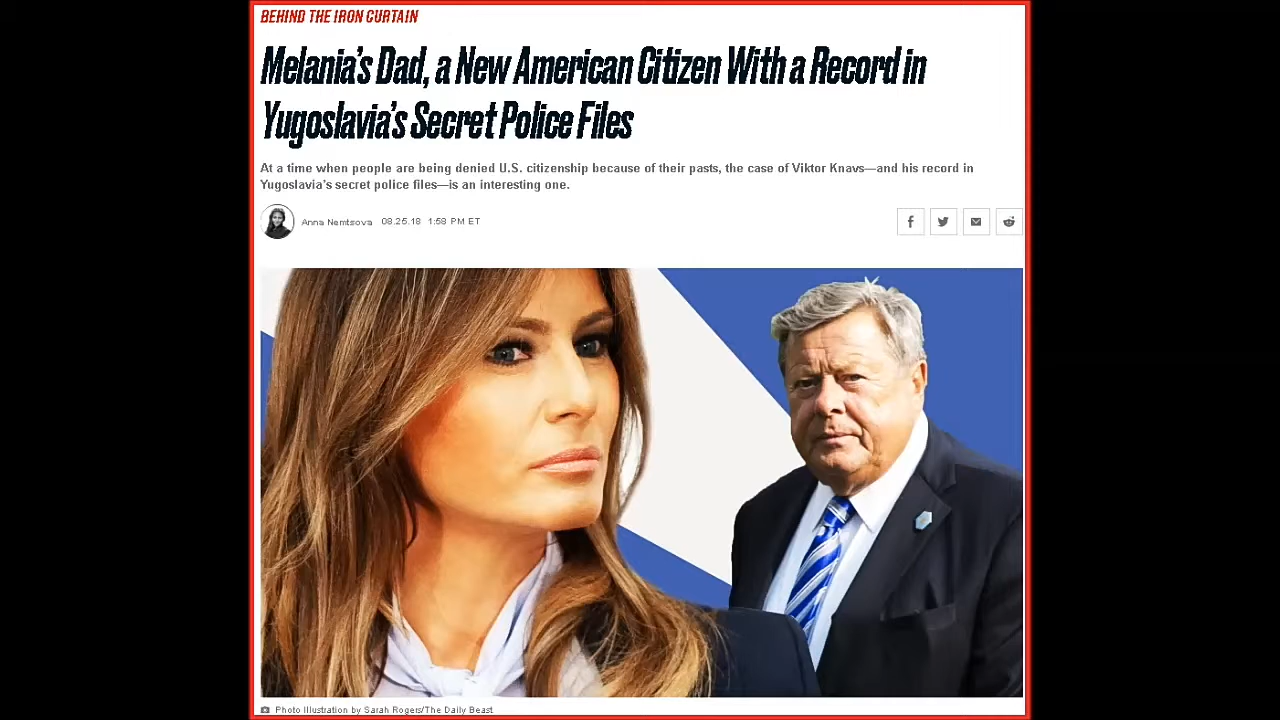 BEHIND THE IRON CURTAIN
Melania's Dad, a New American Citizen With a Record in
Yugoslavia's Secret Police Files
At a time when people are being denied U.S. citizenship because of their pasts, the case of Viktor Knavs—and his record in
Yugoslavia's secret police files—is an interesting one.
Anna Nemtsova 08.25.18 1:58 PM ET
Photo Illustration by Sarah Rogers/The Daily Beast